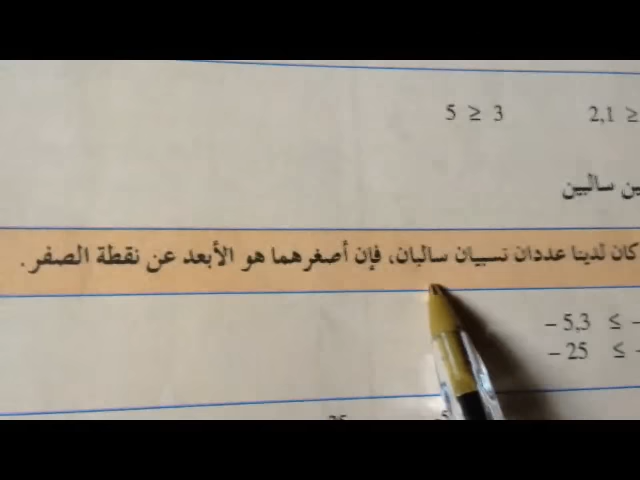 5 ≥ 3 2,1 ≥
ين سالبين
كان لدينا عددان نسبيان سالبان، فإن أصغرهما هو الأبعد عن نقطة الصفر.
– 5,3 ≤ –
– 25 ≤ –